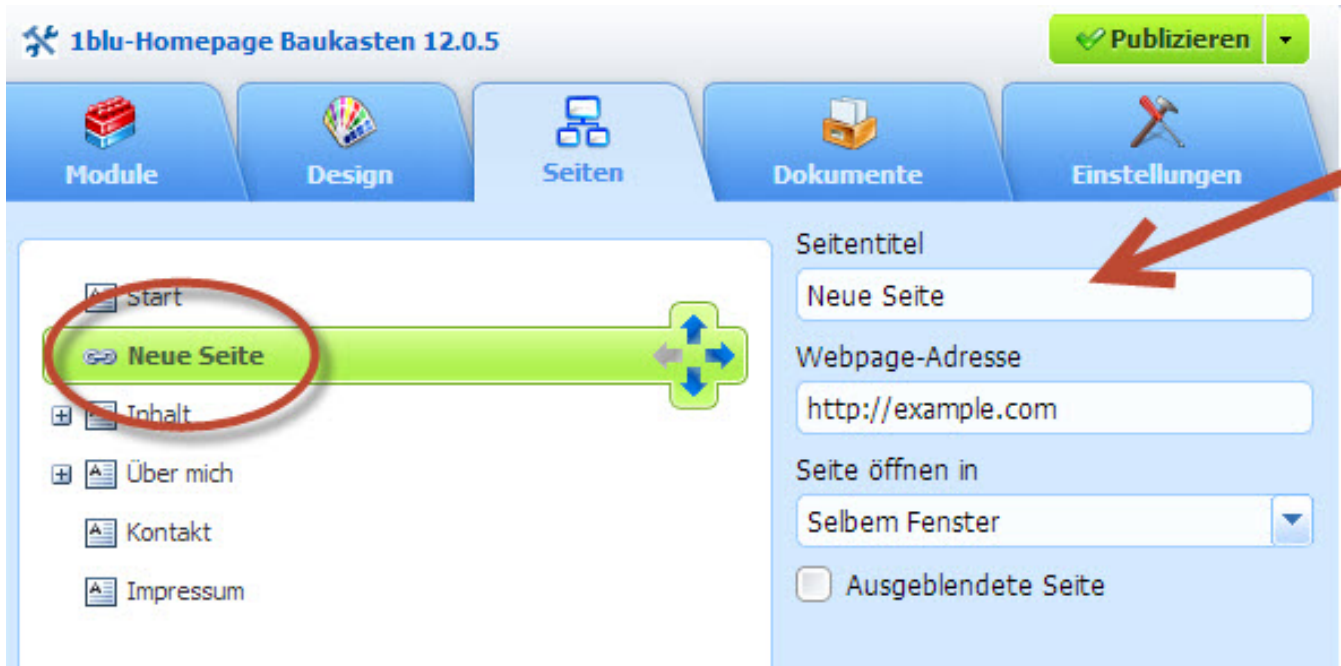 1blu-Homepage Baukasten 12.0.5
Publizieren
Module
Design
Seiten
Dokumente
Einstellungen
Start
Neue Seite
Inhalt
Über mich
Kontakt
Impressum
Seitentitel
Neue Seite
Webpage-Adresse
http://example.com
Seite öffnen in
Selbem Fenster
Ausgeblendete Seite